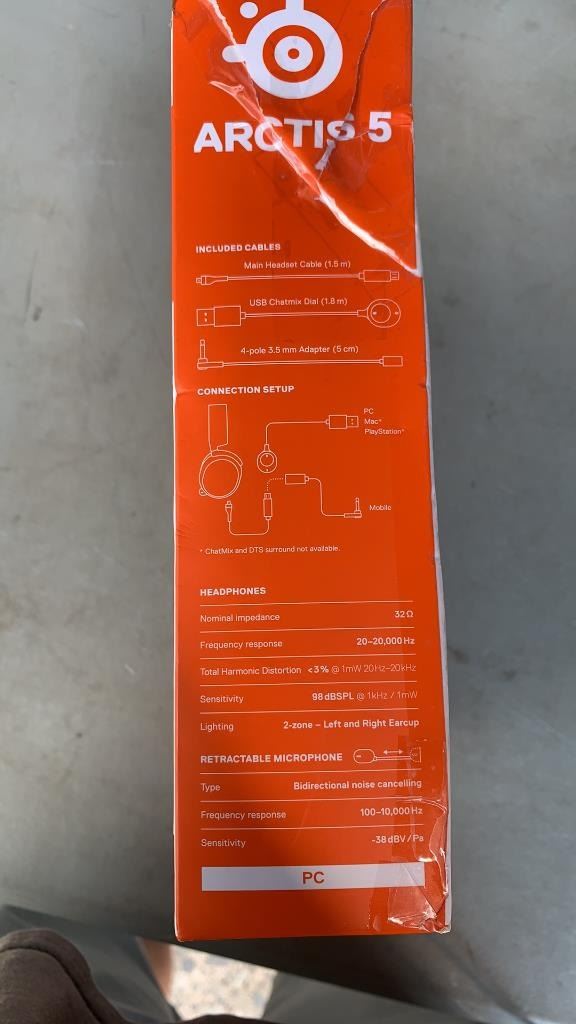 ARCTIS 5
INCLUDED CABLES
Main Headset Cable (1.5 m)
USB Chatmix Dial (1.8 m)
4-pole 3.5 mm Adapter (5 cm)
CONNECTION SETUP
PC
Mac*
PlayStation*
Mobile
* ChatMix and DTS surround not available.
HEADPHONES
Nominal impedance 32 Ω
Frequency response 20–20,000 Hz
Total Harmonic Distortion <3% @ 1mW 20Hz–20kHz
Sensitivity 98 dBSPL @ 1kHz / 1mW
Lighting 2-zone – Left and Right Earcup
RETRACTABLE MICROPHONE
Type Bidirectional noise cancelling
Frequency response 100–10,000 Hz
Sensitivity -38 dBV / Pa
PC